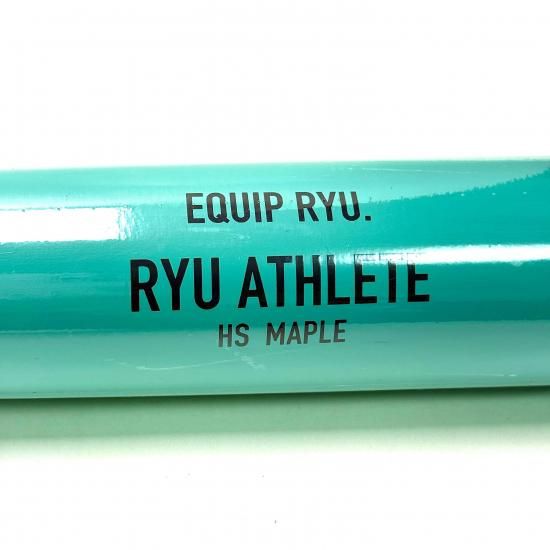 EQUIP RYU.
RYU ATHLETE
HS MAPLE